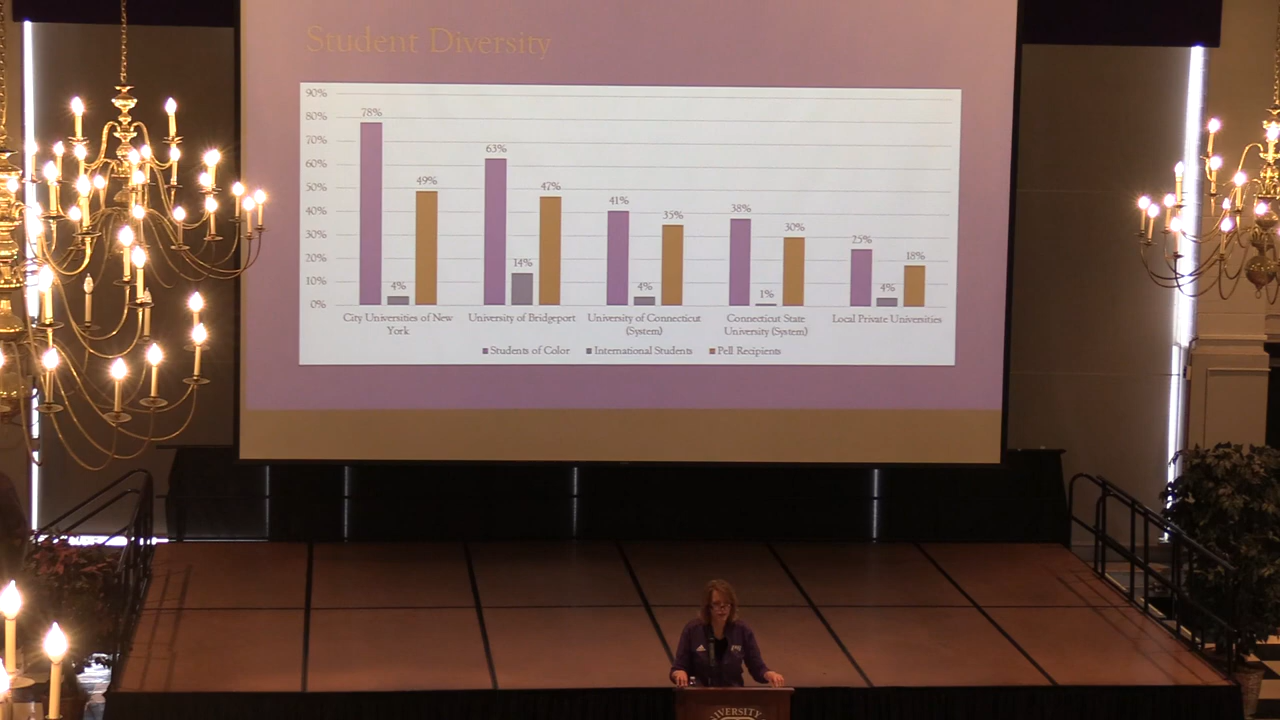 Student Diversity
90%
80%
70%
60%
50%
40%
30%
20%
10%
0%
78%
4%
49%
63%
14%
47%
41%
4%
35%
38%
1%
30%
25%
4%
18%
City Universities of New
York
University of Bridgeport
University of Connecticut
(System)
Connecticut State
University (System)
Local Private Universities
Students of Color
International Students
Pell Recipients
UNIVERSITY